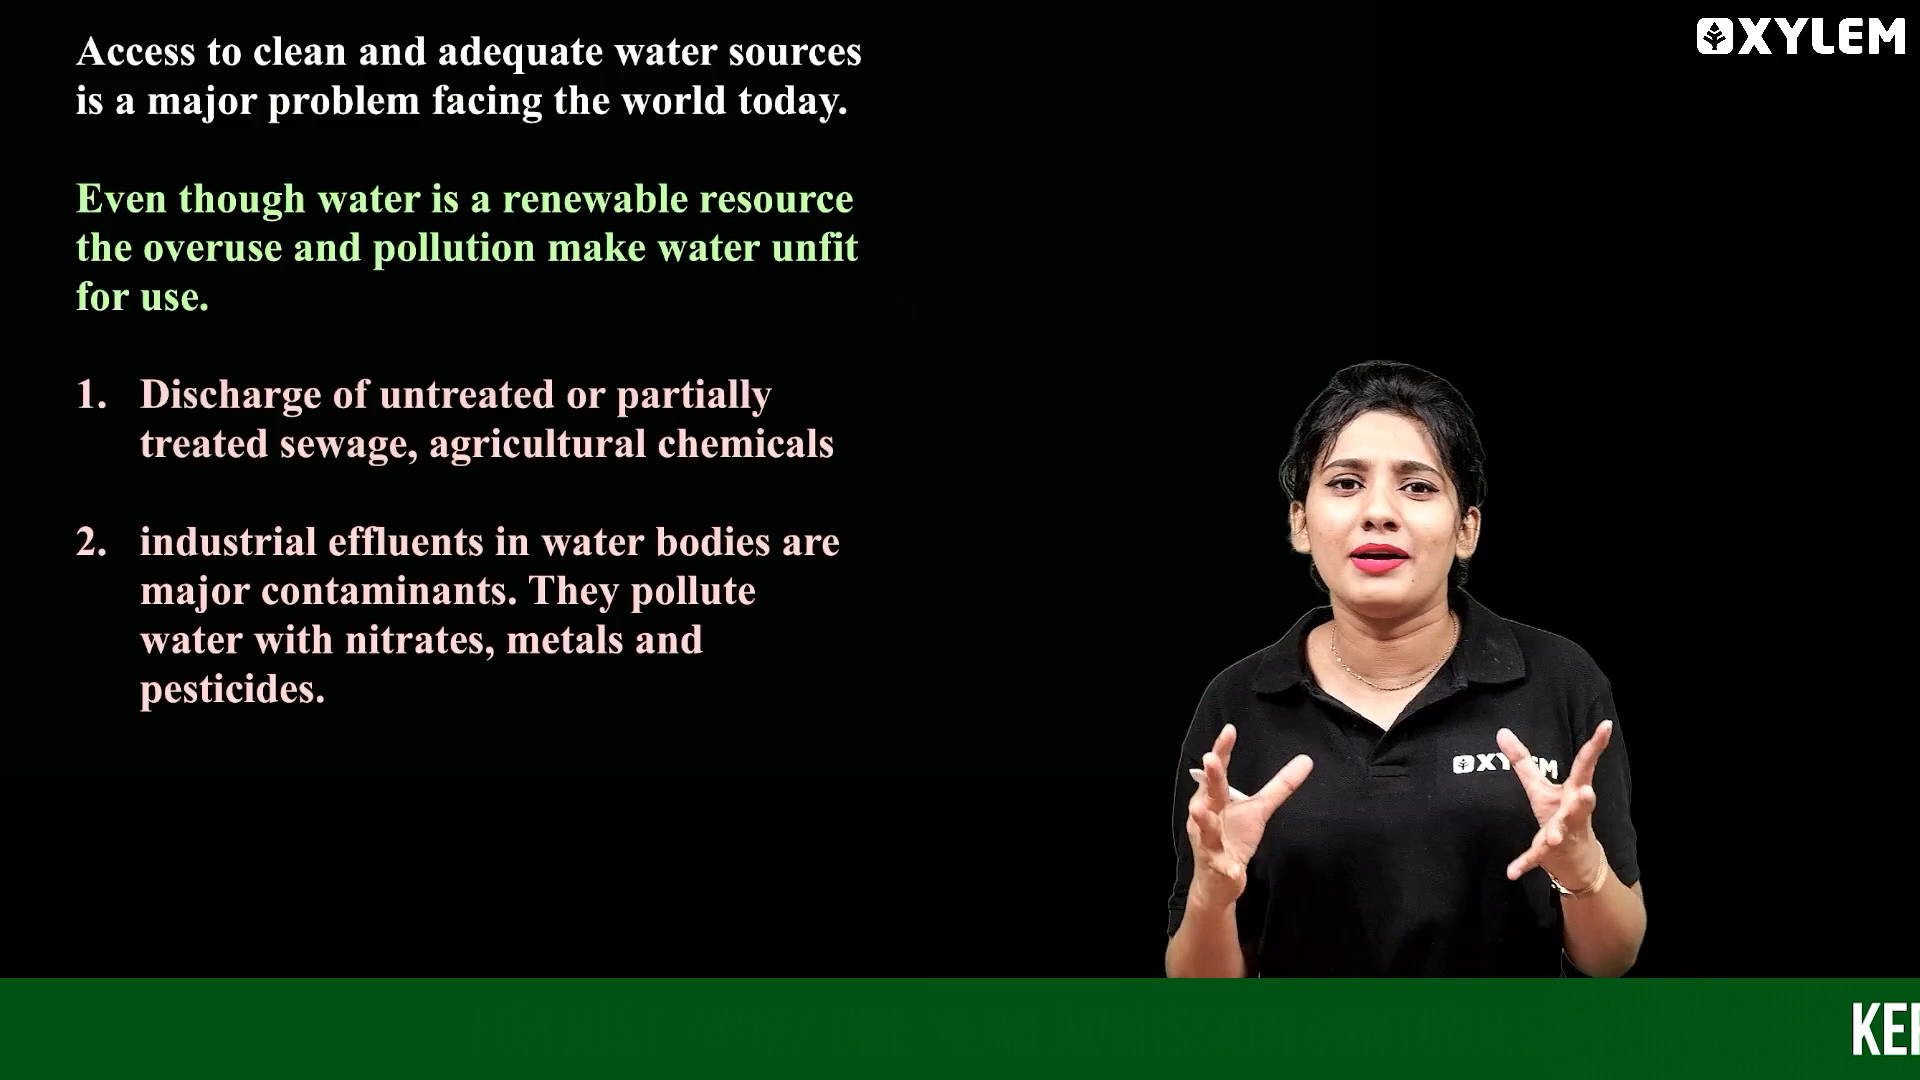 Access to clean and adequate water sources
is a major problem facing the world today.
Even though water is a renewable resource
the overuse and pollution make water unfit
for use.
1. Discharge of untreated or partially
treated sewage, agricultural chemicals
2. industrial effluents in water bodies are
major contaminants. They pollute
water with nitrates, metals and
pesticides.
OXYLEM